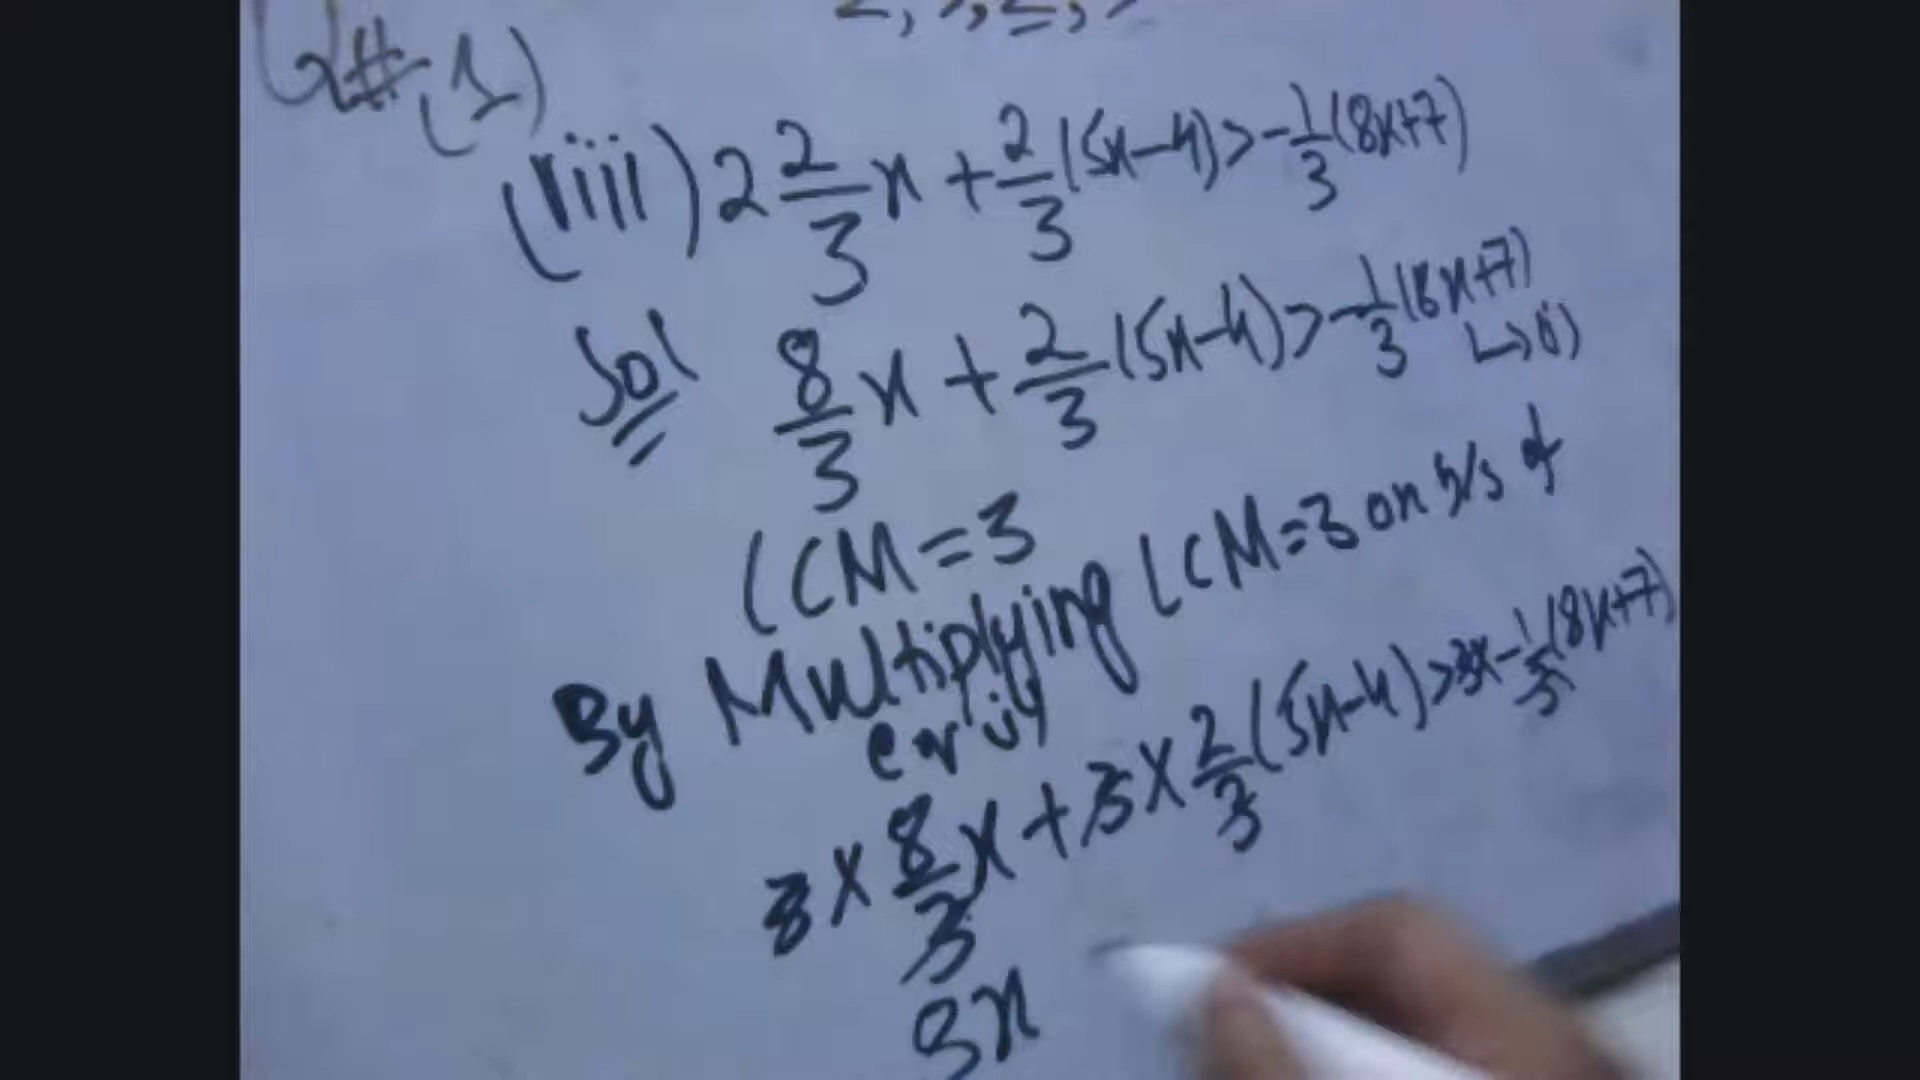 Q#(1)
(viii) 2 2/3 x + 2/3 (5x-4) > -1/3 (8x+7)
Sol 8/3 x + 2/3 (5x-4) > -1/3 (8x+7)
↳(i)
LCM = 3
By Multiplying LCM=3 on b/s of
eq (i)
3 × 8/3 x + 3 × 2/3 (5x-4) > 3x - 1/3 (8x+7)
8x